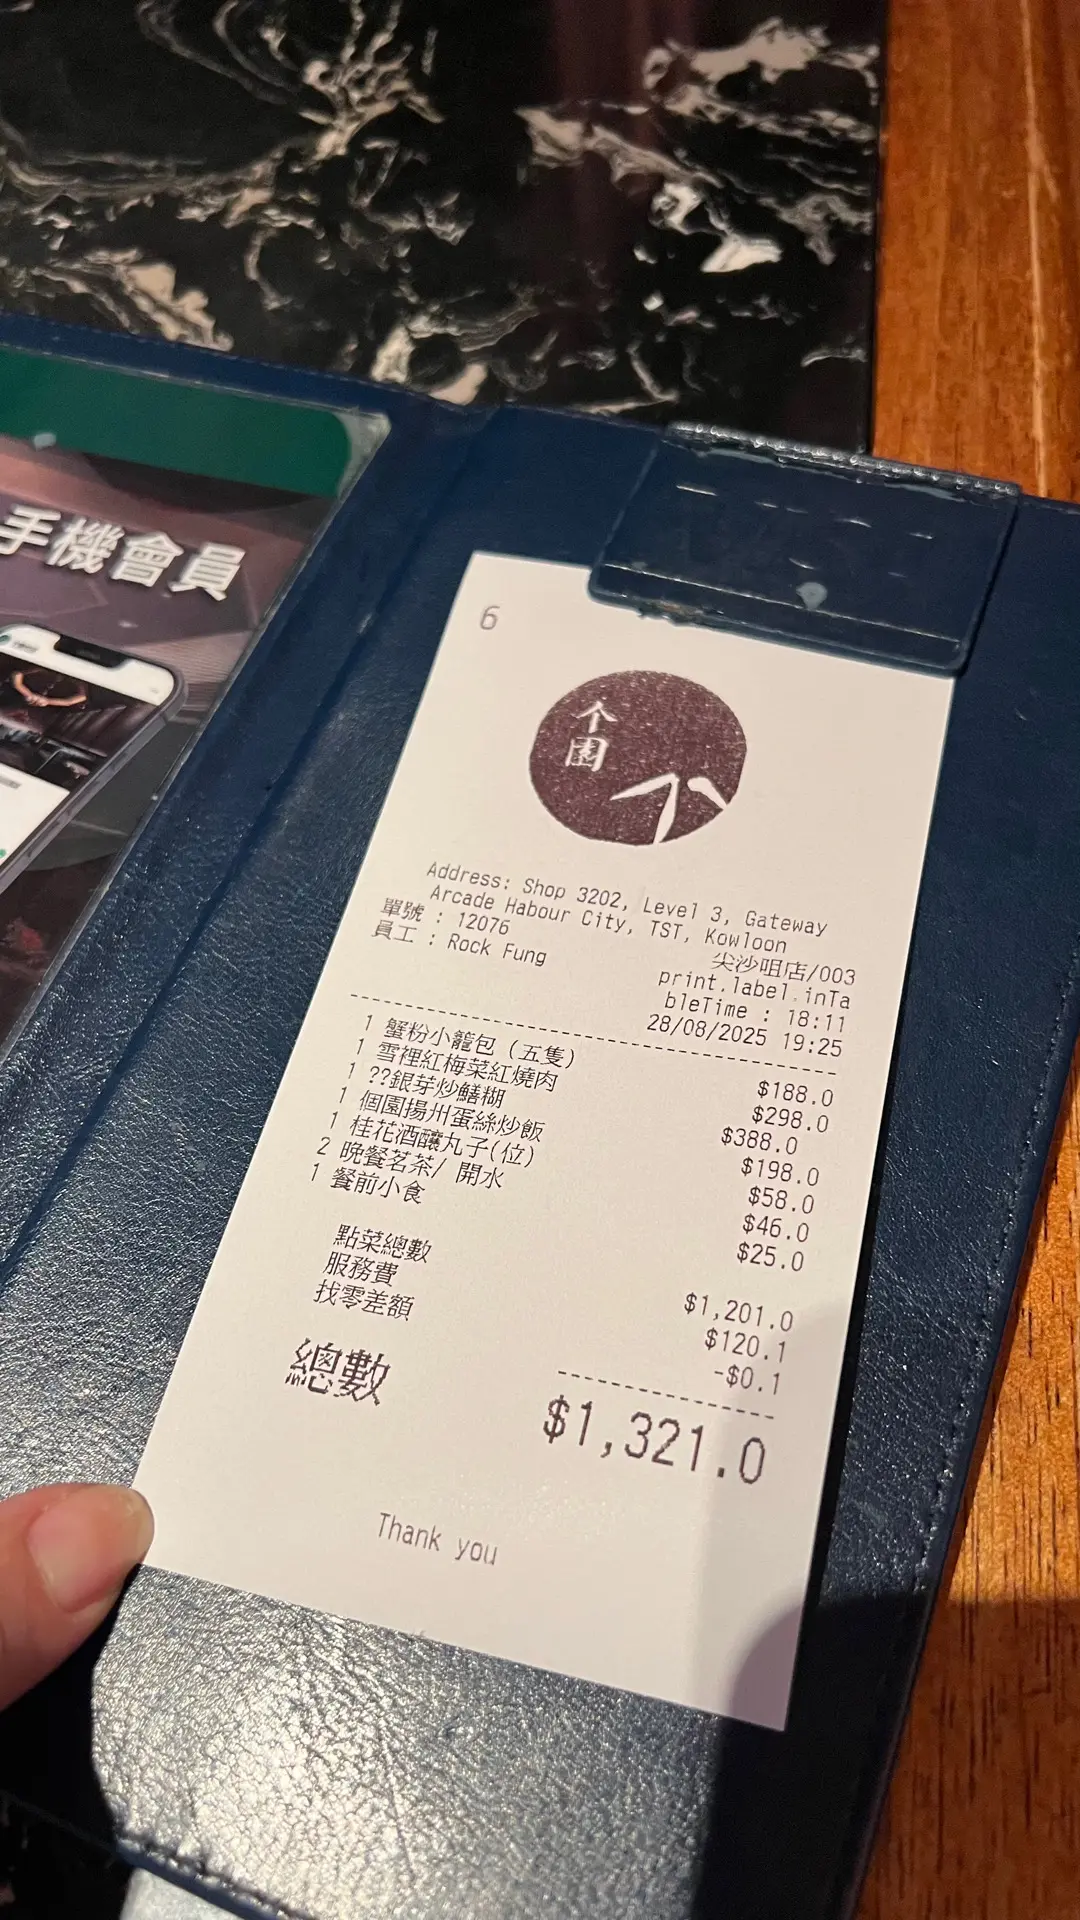 手機會員
6
个園
Address: Shop 3202, Level 3, Gateway
Arcade Habour City, TST, Kowloon
單號 : 12076
尖沙咀店/003
員工 : Rock Fung
print.label.inTa
bleTime : 18:11
28/08/2025 19:25
1 蟹粉小籠包 (五隻) $188.0
1 雪裡紅梅菜紅燒肉 $298.0
1 ??銀芽炒鱔糊 $388.0
1 個園揚州蛋絲炒飯 $198.0
1 桂花酒釀丸子(位) $58.0
2 晚餐茗茶/ 開水 $46.0
1 餐前小食 $25.0
點菜總數 $1,201.0
服務費 $120.1
找零差額 -$0.1
總數 $1,321.0
Thank you